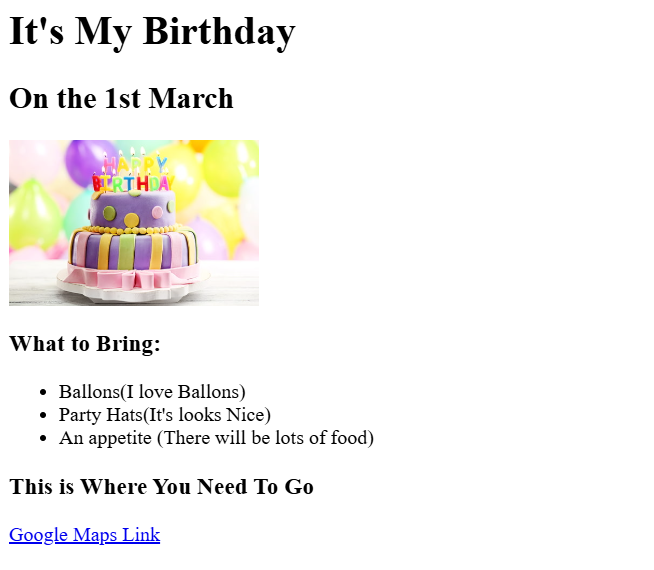 It's My Birthday
On the 1st March
HAPPY
BIRTHDAY
What to Bring:
Ballons(I love Ballons)
Party Hats(It's looks Nice)
An appetite (There will be lots of food)
This is Where You Need To Go
Google Maps Link